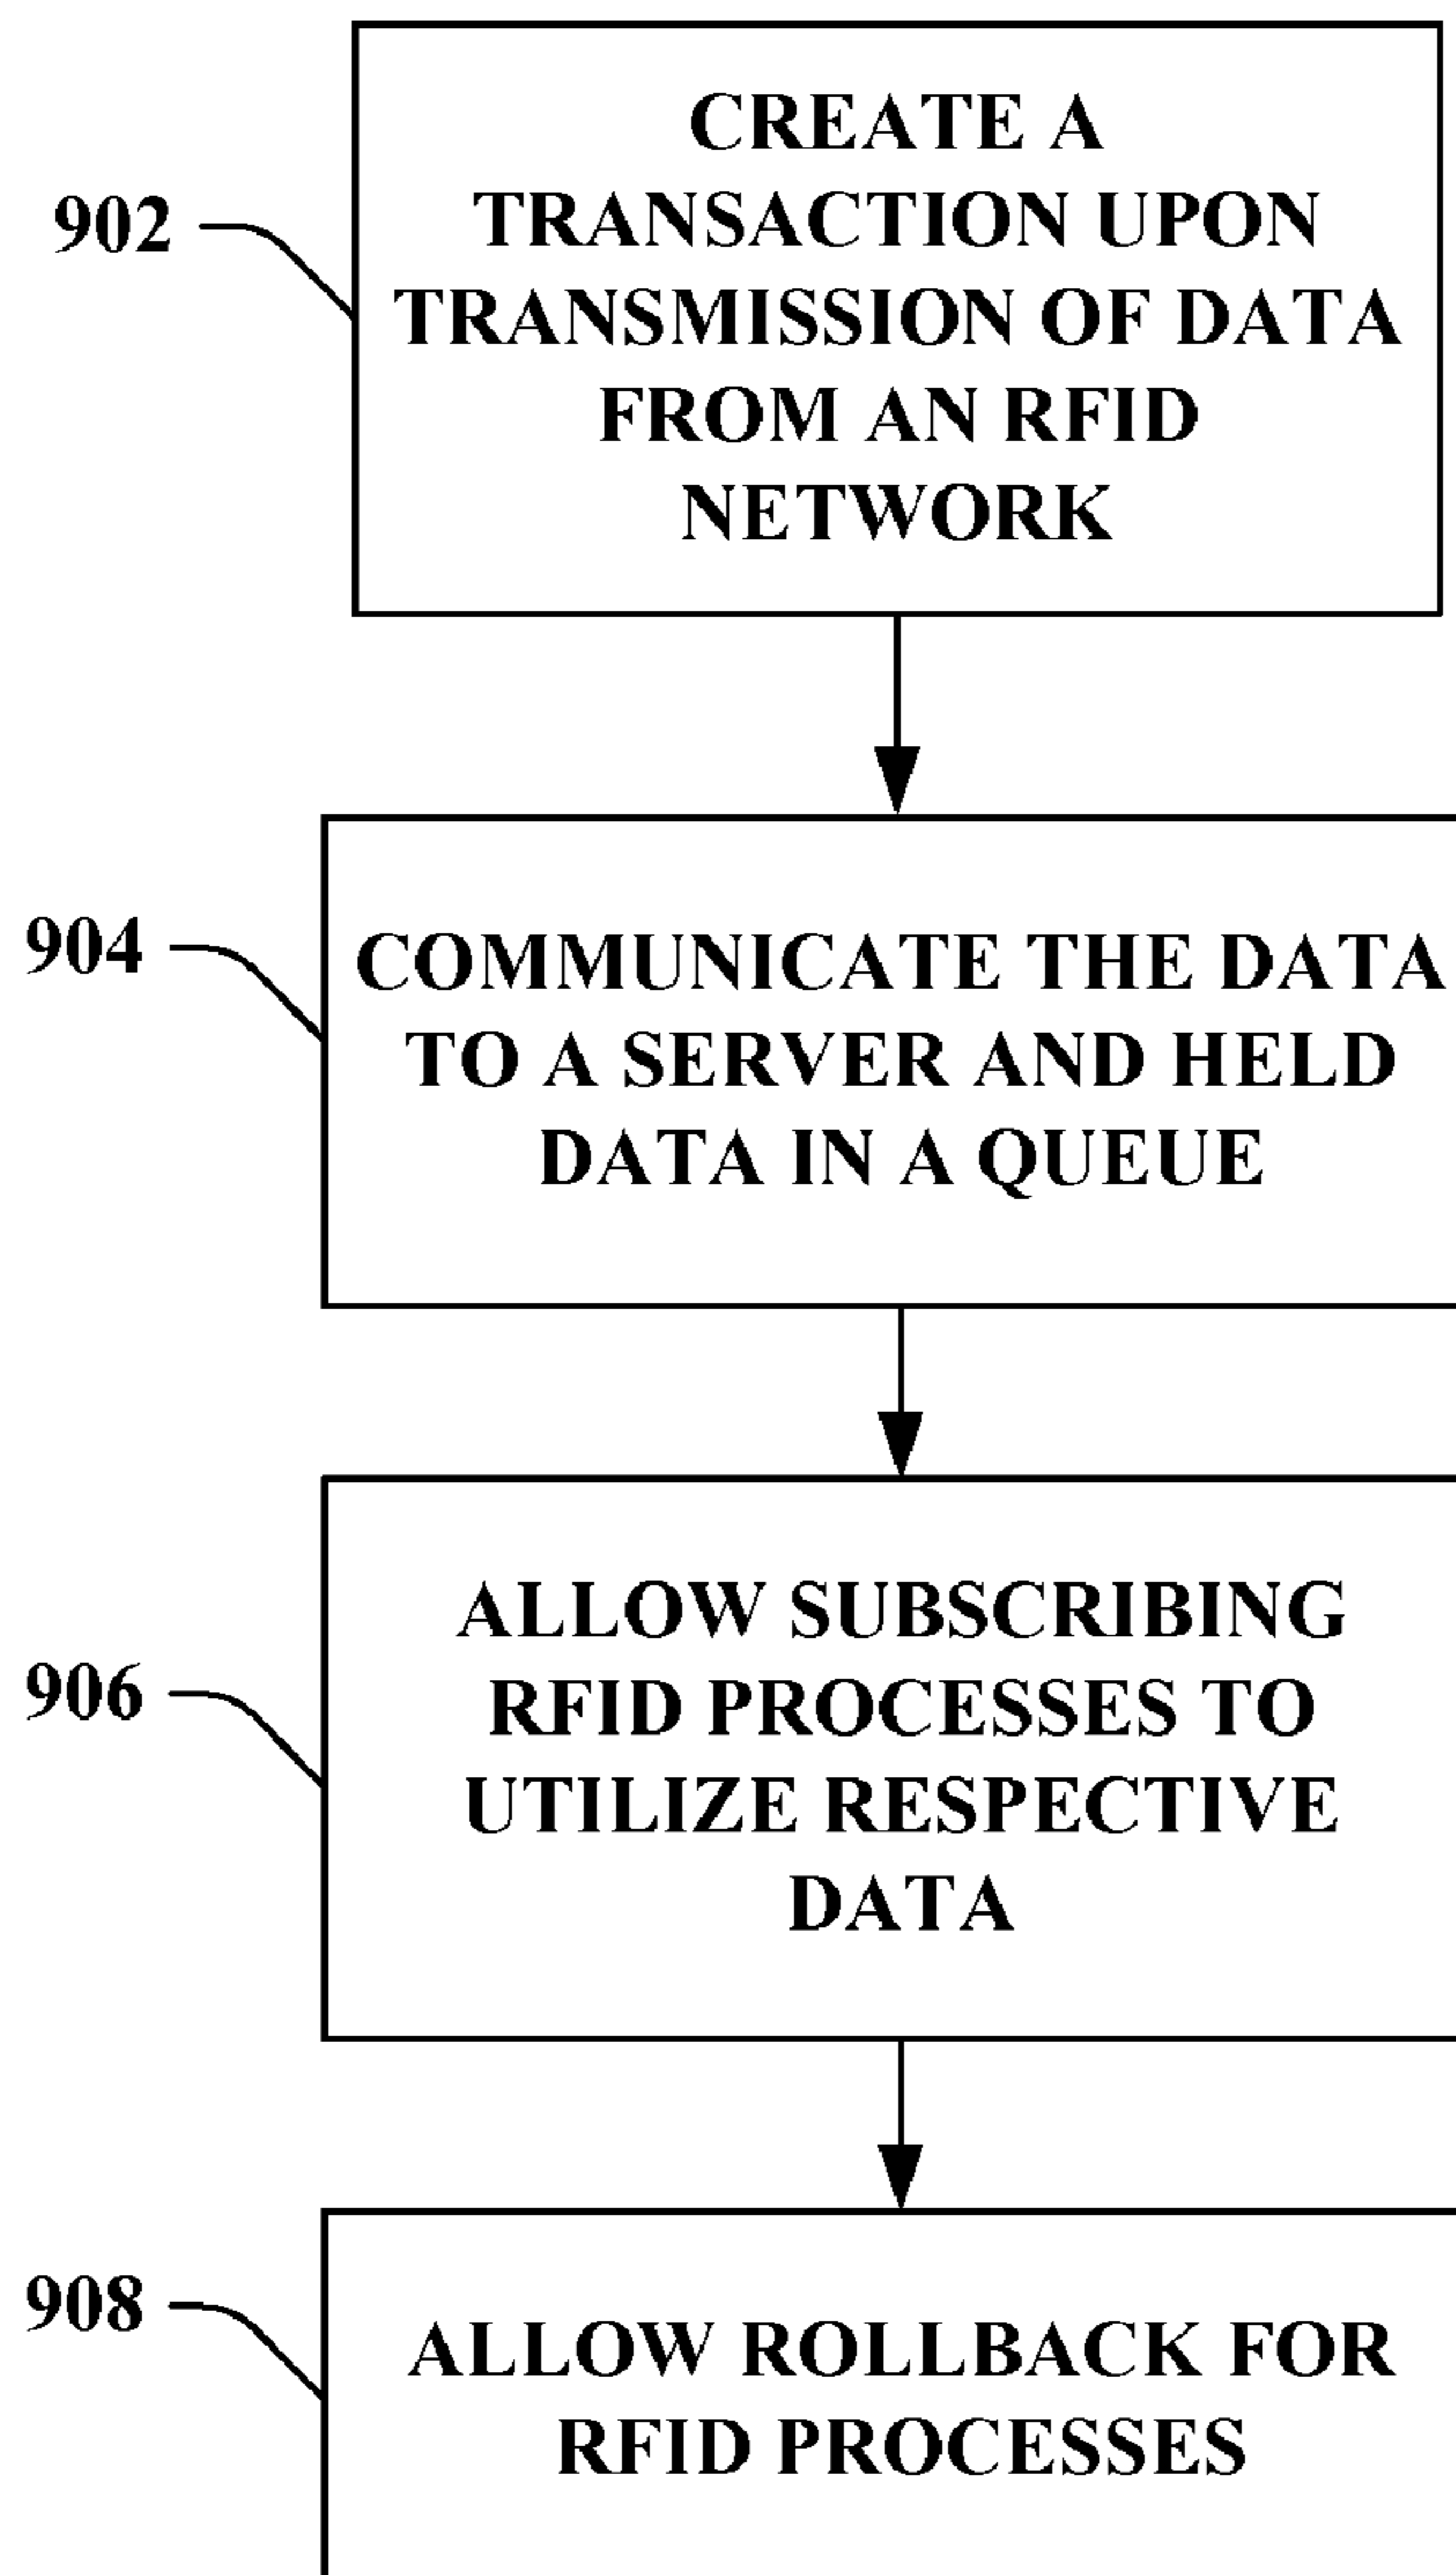 CREATE A
TRANSACTION UPON
TRANSMISSION OF DATA
FROM AN RFID
NETWORK
902
COMMUNICATE THE DATA
TO A SERVER AND HELD
DATA IN A QUEUE
904
ALLOW SUBSCRIBING
RFID PROCESSES TO
UTILIZE RESPECTIVE
DATA
906
ALLOW ROLLBACK FOR
RFID PROCESSES
908